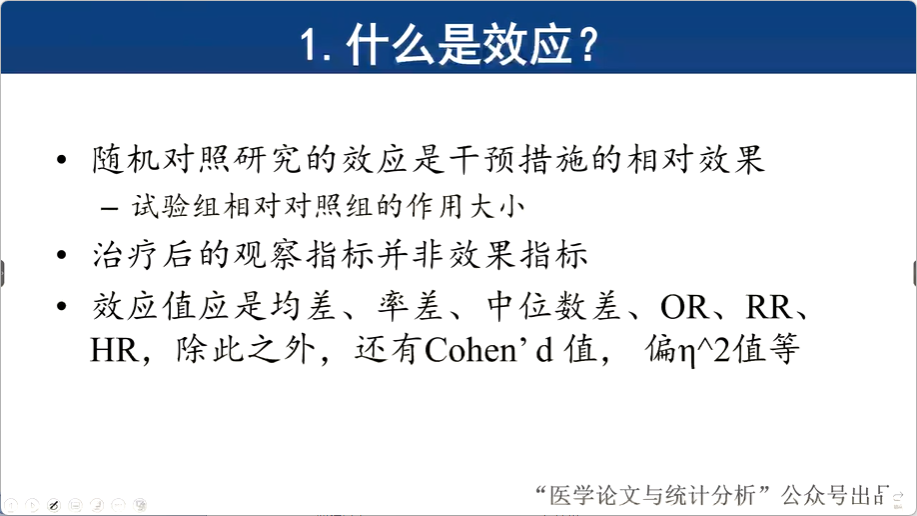 1.什么是效应？
• 随机对照研究的效应是干预措施的相对效果
– 试验组相对对照组的作用大小
• 治疗后的观察指标并非效果指标
• 效应值应是均差、率差、中位数差、OR、RR、
HR，除此之外，还有Cohen’ d 值， 偏η^2值等
“医学论文与统计分析”公众号出品